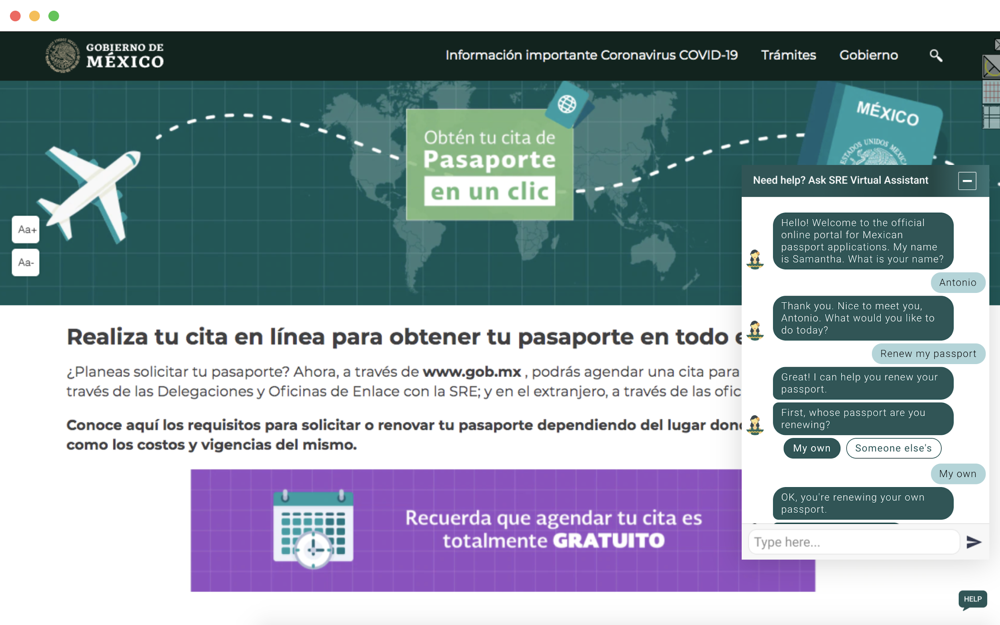 GOBIERNO DE
MÉXICO
Información importante Coronavirus COVID-19
Trámites
Gobierno
Obtén tu cita de
Pasaporte
en un clic
MÉXICO
ESTADOS UNIDOS
Aa+
Aa-
Realiza tu cita en línea para obtener tu pasaporte en todo
¿Planeas solicitar tu pasaporte? Ahora, a través de www.gob.mx , podrás agendar una cita para
través de las Delegaciones y Oficinas de Enlace con la SRE; y en el extranjero, a través de las
Conoce aquí los requisitos para solicitar o renovar tu pasaporte dependiendo del lugar
como los costos y vigencias del mismo.
Recuerda que agendar tu cita es
totalmente GRATUITO
Need help? Ask SRE Virtual Assistant
Hello! Welcome to the official
online portal for Mexican
passport applications. My name
is Samantha. What is your name?
Antonio
Thank you. Nice to meet you,
Antonio. What would you like to
do today?
Renew my passport
Great! I can help you renew your
passport.
First, whose passport are you
renewing?
My own
Someone else's
My own
OK, you're renewing your own
passport.
Type here...
HELP